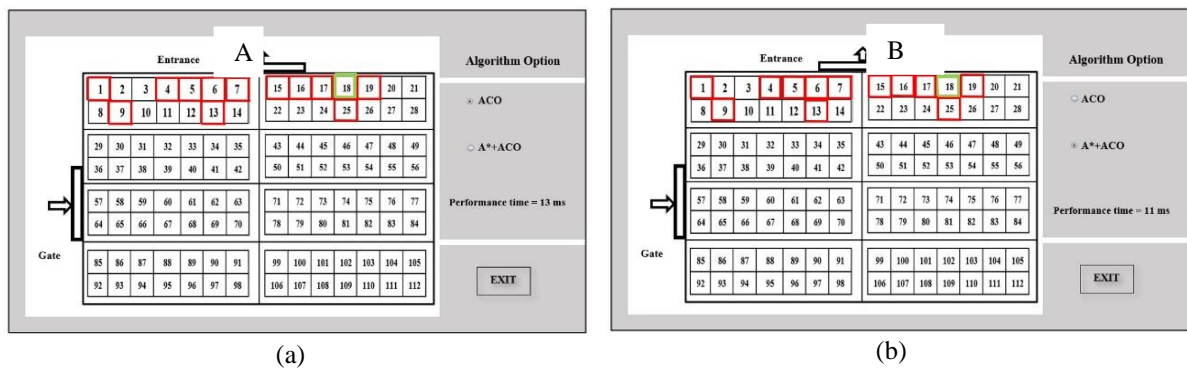 A
Entrance
Algorithm Option
1 2 3 4 5 6 7 15 16 17 18 19 20 21
8 9 10 11 12 13 14 22 23 24 25 26 27 28
ACO
29 30 31 32 33 34 35 43 44 45 46 47 48 49
A*+ACO
36 37 38 39 40 41 42 50 51 52 53 54 55 56
57 58 59 60 61 62 63 71 72 73 74 75 76 77
Performance time = 13 ms
64 65 66 67 68 69 70 78 79 80 81 82 83 84
Gate
85 86 87 88 89 90 91 99 100 101 102 103 104 105
92 93 94 95 96 97 98 106 107 108 109 110 111 112
EXIT
(a)
B
Entrance
Algorithm Option
1 2 3 4 5 6 7 15 16 17 18 19 20 21
8 9 10 11 12 13 14 22 23 24 25 26 27 28
ACO
29 30 31 32 33 34 35 43 44 45 46 47 48 49
A*+ACO
36 37 38 39 40 41 42 50 51 52 53 54 55 56
57 58 59 60 61 62 63 71 72 73 74 75 76 77
Performance time = 11 ms
64 65 66 67 68 69 70 78 79 80 81 82 83 84
Gate
85 86 87 88 89 90 91 99 100 101 102 103 104 105
92 93 94 95 96 97 98 106 107 108 109 110 111 112
EXIT
(b)